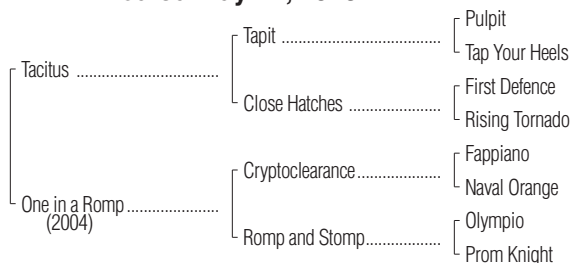 Pulpit
Tapit ........................................
Tap Your Heels
Tacitus ....................................
First Defence
Close Hatches .......................
Rising Tornado
Fappiano
Cryptoclearance .....................
Naval Orange
One in a Romp .......................
(2004)
Olympio
Romp and Stomp ...................
Prom Knight